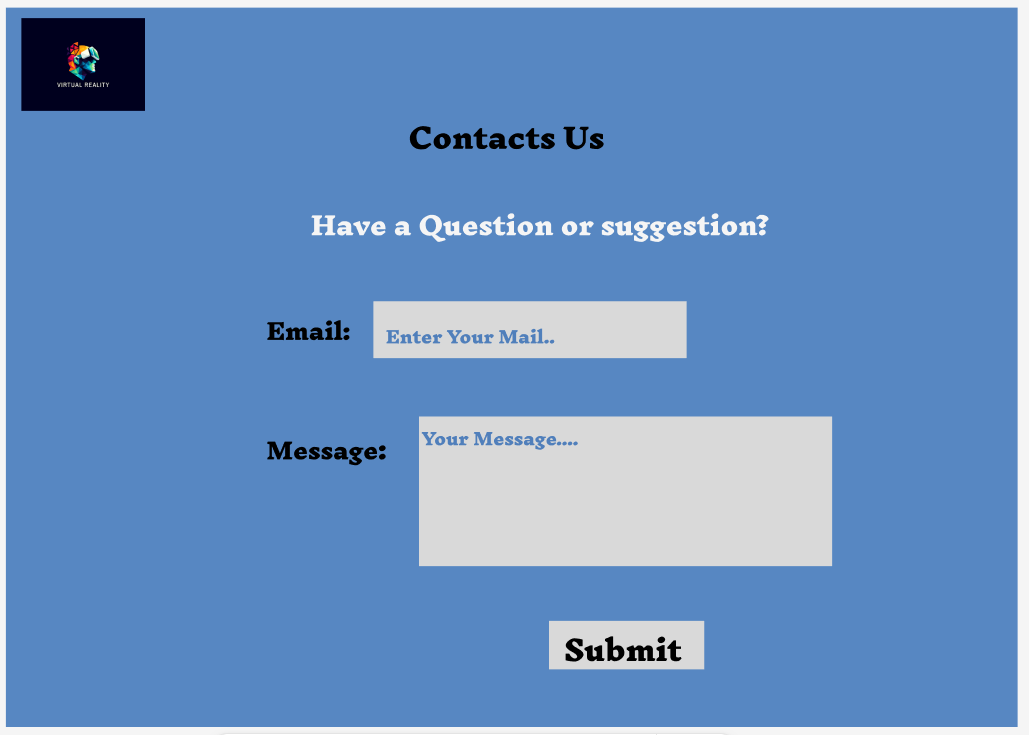 VIRTUAL REALITY
Contacts Us
Have a Question or suggestion?
Email:
Enter Your Mail..
Message:
Your Message....
Submit